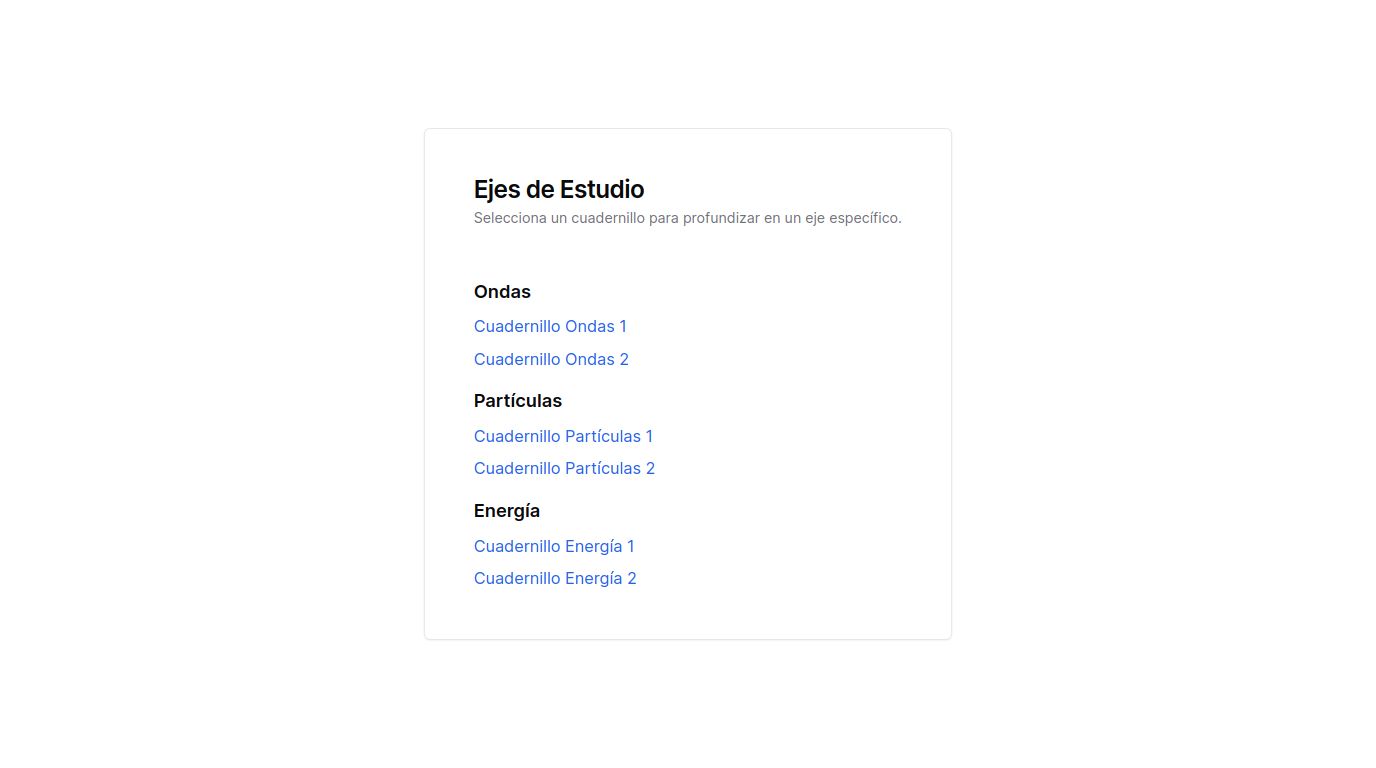 Ejes de Estudio
Selecciona un cuadernillo para profundizar en un eje específico.
Ondas
Cuadernillo Ondas 1
Cuadernillo Ondas 2
Partículas
Cuadernillo Partículas 1
Cuadernillo Partículas 2
Energía
Cuadernillo Energía 1
Cuadernillo Energía 2